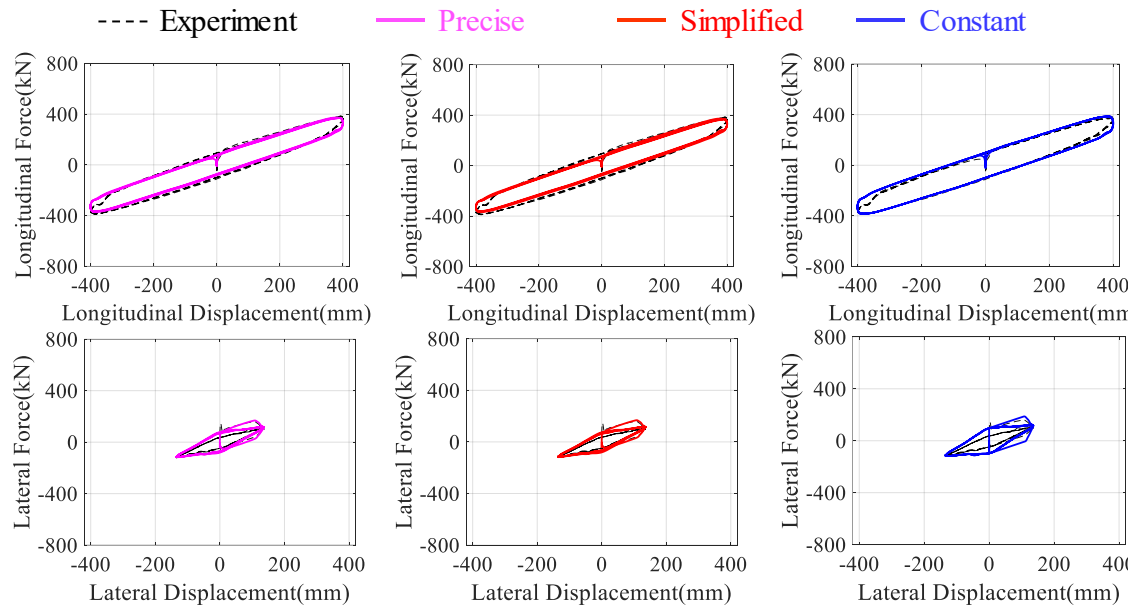 Experiment Precise Simplified Constant
800 800 800
400 400 400
0 0 0
-400 -400 -400
-800 -800 -800
Longitudinal Force(kN) Longitudinal Force(kN) Longitudinal Force(kN)
-400 -200 0 200 400 -400 -200 0 200 400 -400 -200 0 200 400
Longitudinal Displacement(mm) Longitudinal Displacement(mm) Longitudinal Displacement(mm)
800 800 800
400 400 400
0 0 0
-400 -400 -400
-800 -800 -800
Lateral Force(kN) Lateral Force(kN) Lateral Force(kN)
-400 -200 0 200 400 -400 -200 0 200 400 -400 -200 0 200 400
Lateral Displacement(mm) Lateral Displacement(mm) Lateral Displacement(mm)